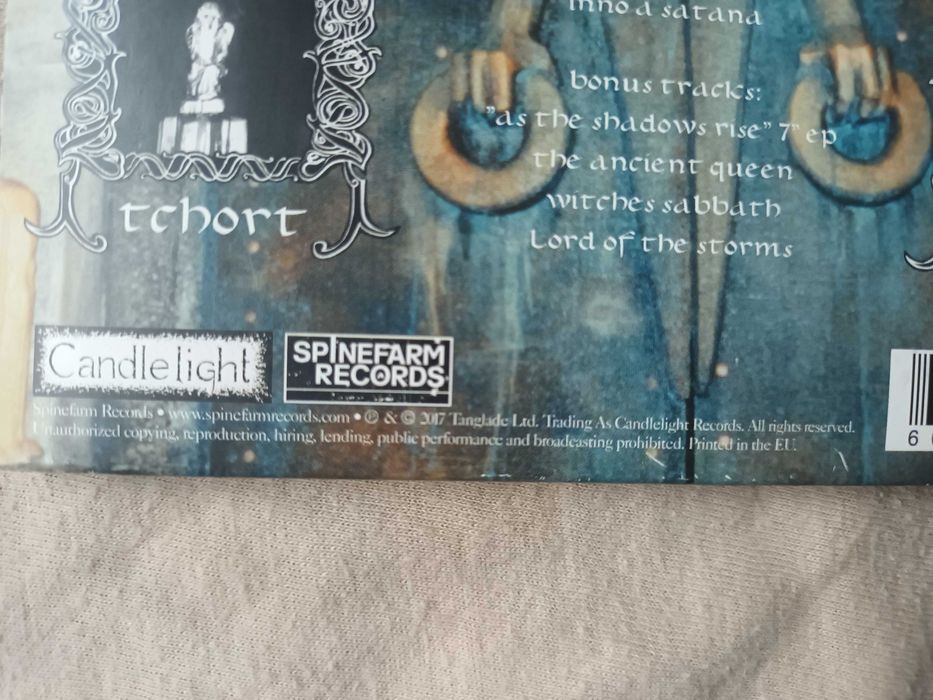 inno a satana
bonus tracks:
"as the shadows rise" 7" ep
the ancient queen
witches sabbath
Lord of the storms
tchort
Candlelight
SPINEFARM
RECORDS
Spinefarm Records • www.spinefarmrecords.com • ℗ & © 2017 Tanglade Ltd. Trading As Candlelight Records. All rights reserved.
Unauthorized copying, reproduction, hiring, lending, public performance and broadcasting prohibited. Printed in the EU.
6